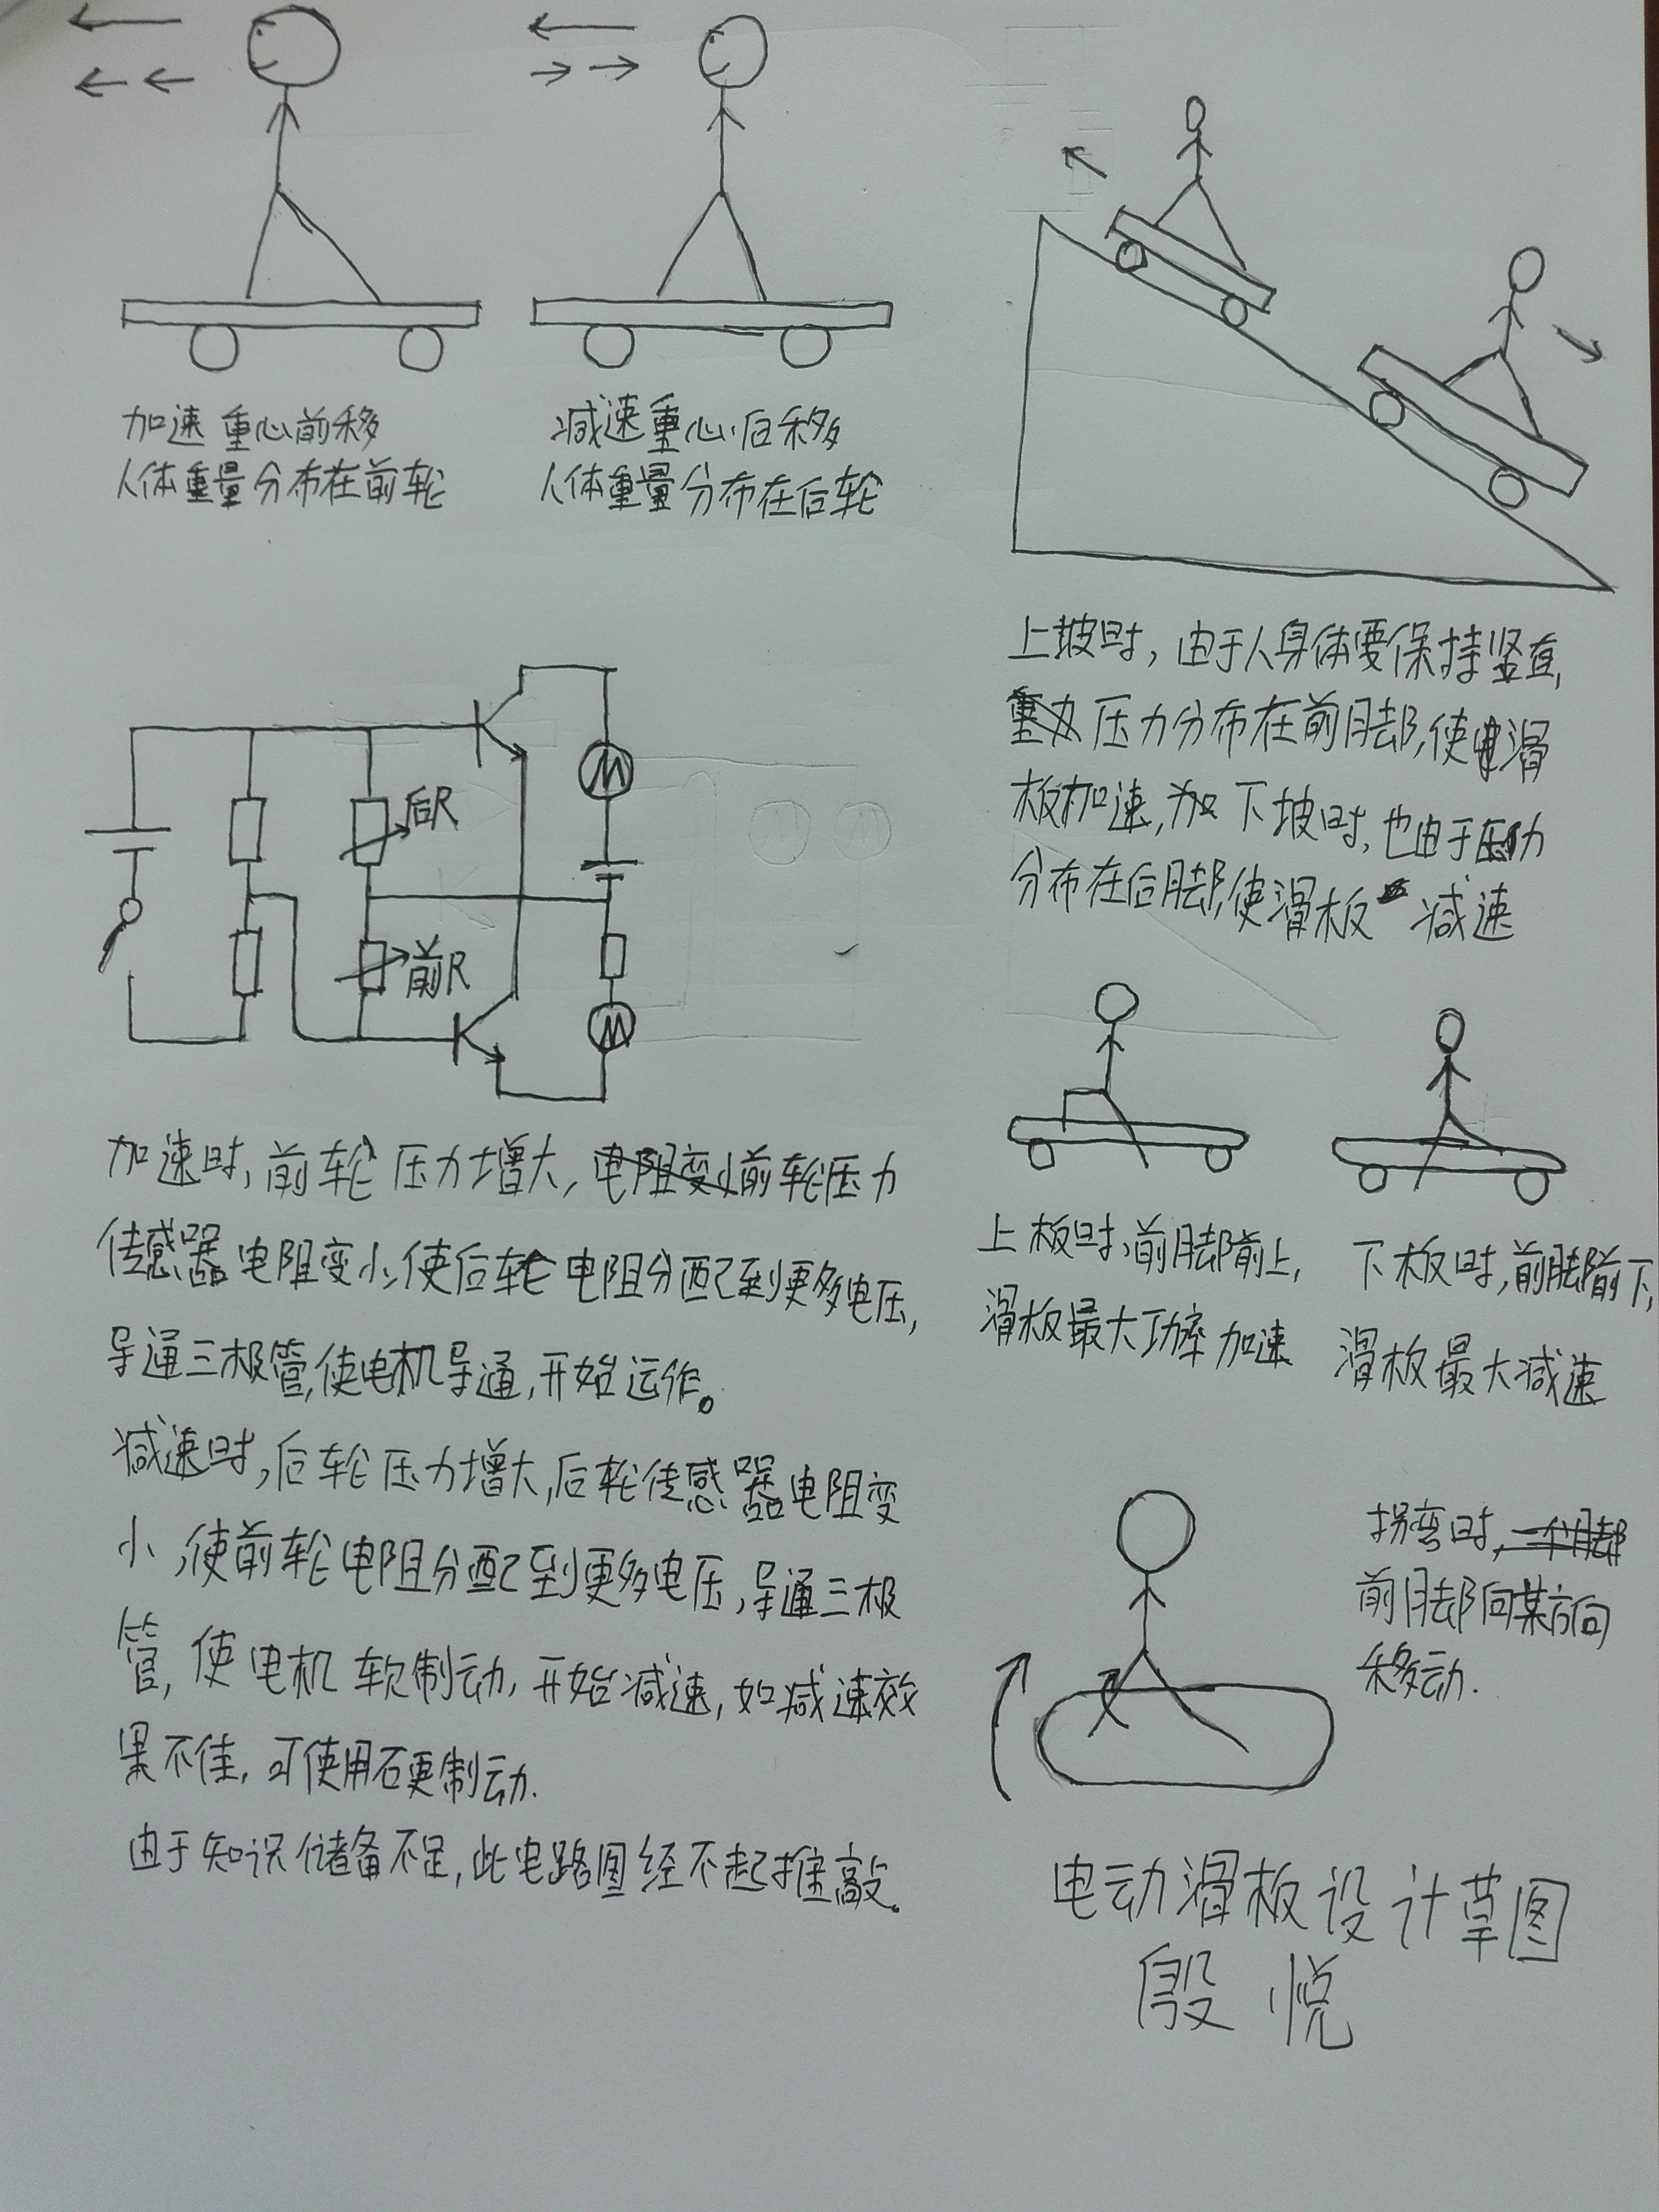 加速重心前移
人体重量分布在前轮
减速重心后移
人体重量分布在后轮
上坡时，由于人身体要保持竖直，
压力分布在前脚，使滑
板加速，下坡时，也由于压力
分布在后脚，使滑板减速
后R
前R
M
M
加速时，前轮压力增大，前轮压力
传感器电阻变小，使后轮电阻分配到更多电压，
导通三极管，使电机导通，开始运作。
减速时，后轮压力增大，后轮传感器电阻变
小，使前轮电阻分配到更多电压，导通三极
管，使电机软制动，开始减速，如减速效
果不佳，可使用硬制动.
由于知识储备不足，此电路图经不起推敲。
上板时，前脚前上，
滑板最大功率加速
下板时，前脚前下，
滑板最大减速
拐弯时，
前脚向某方向
移动.
电动滑板设计草图
殷悦